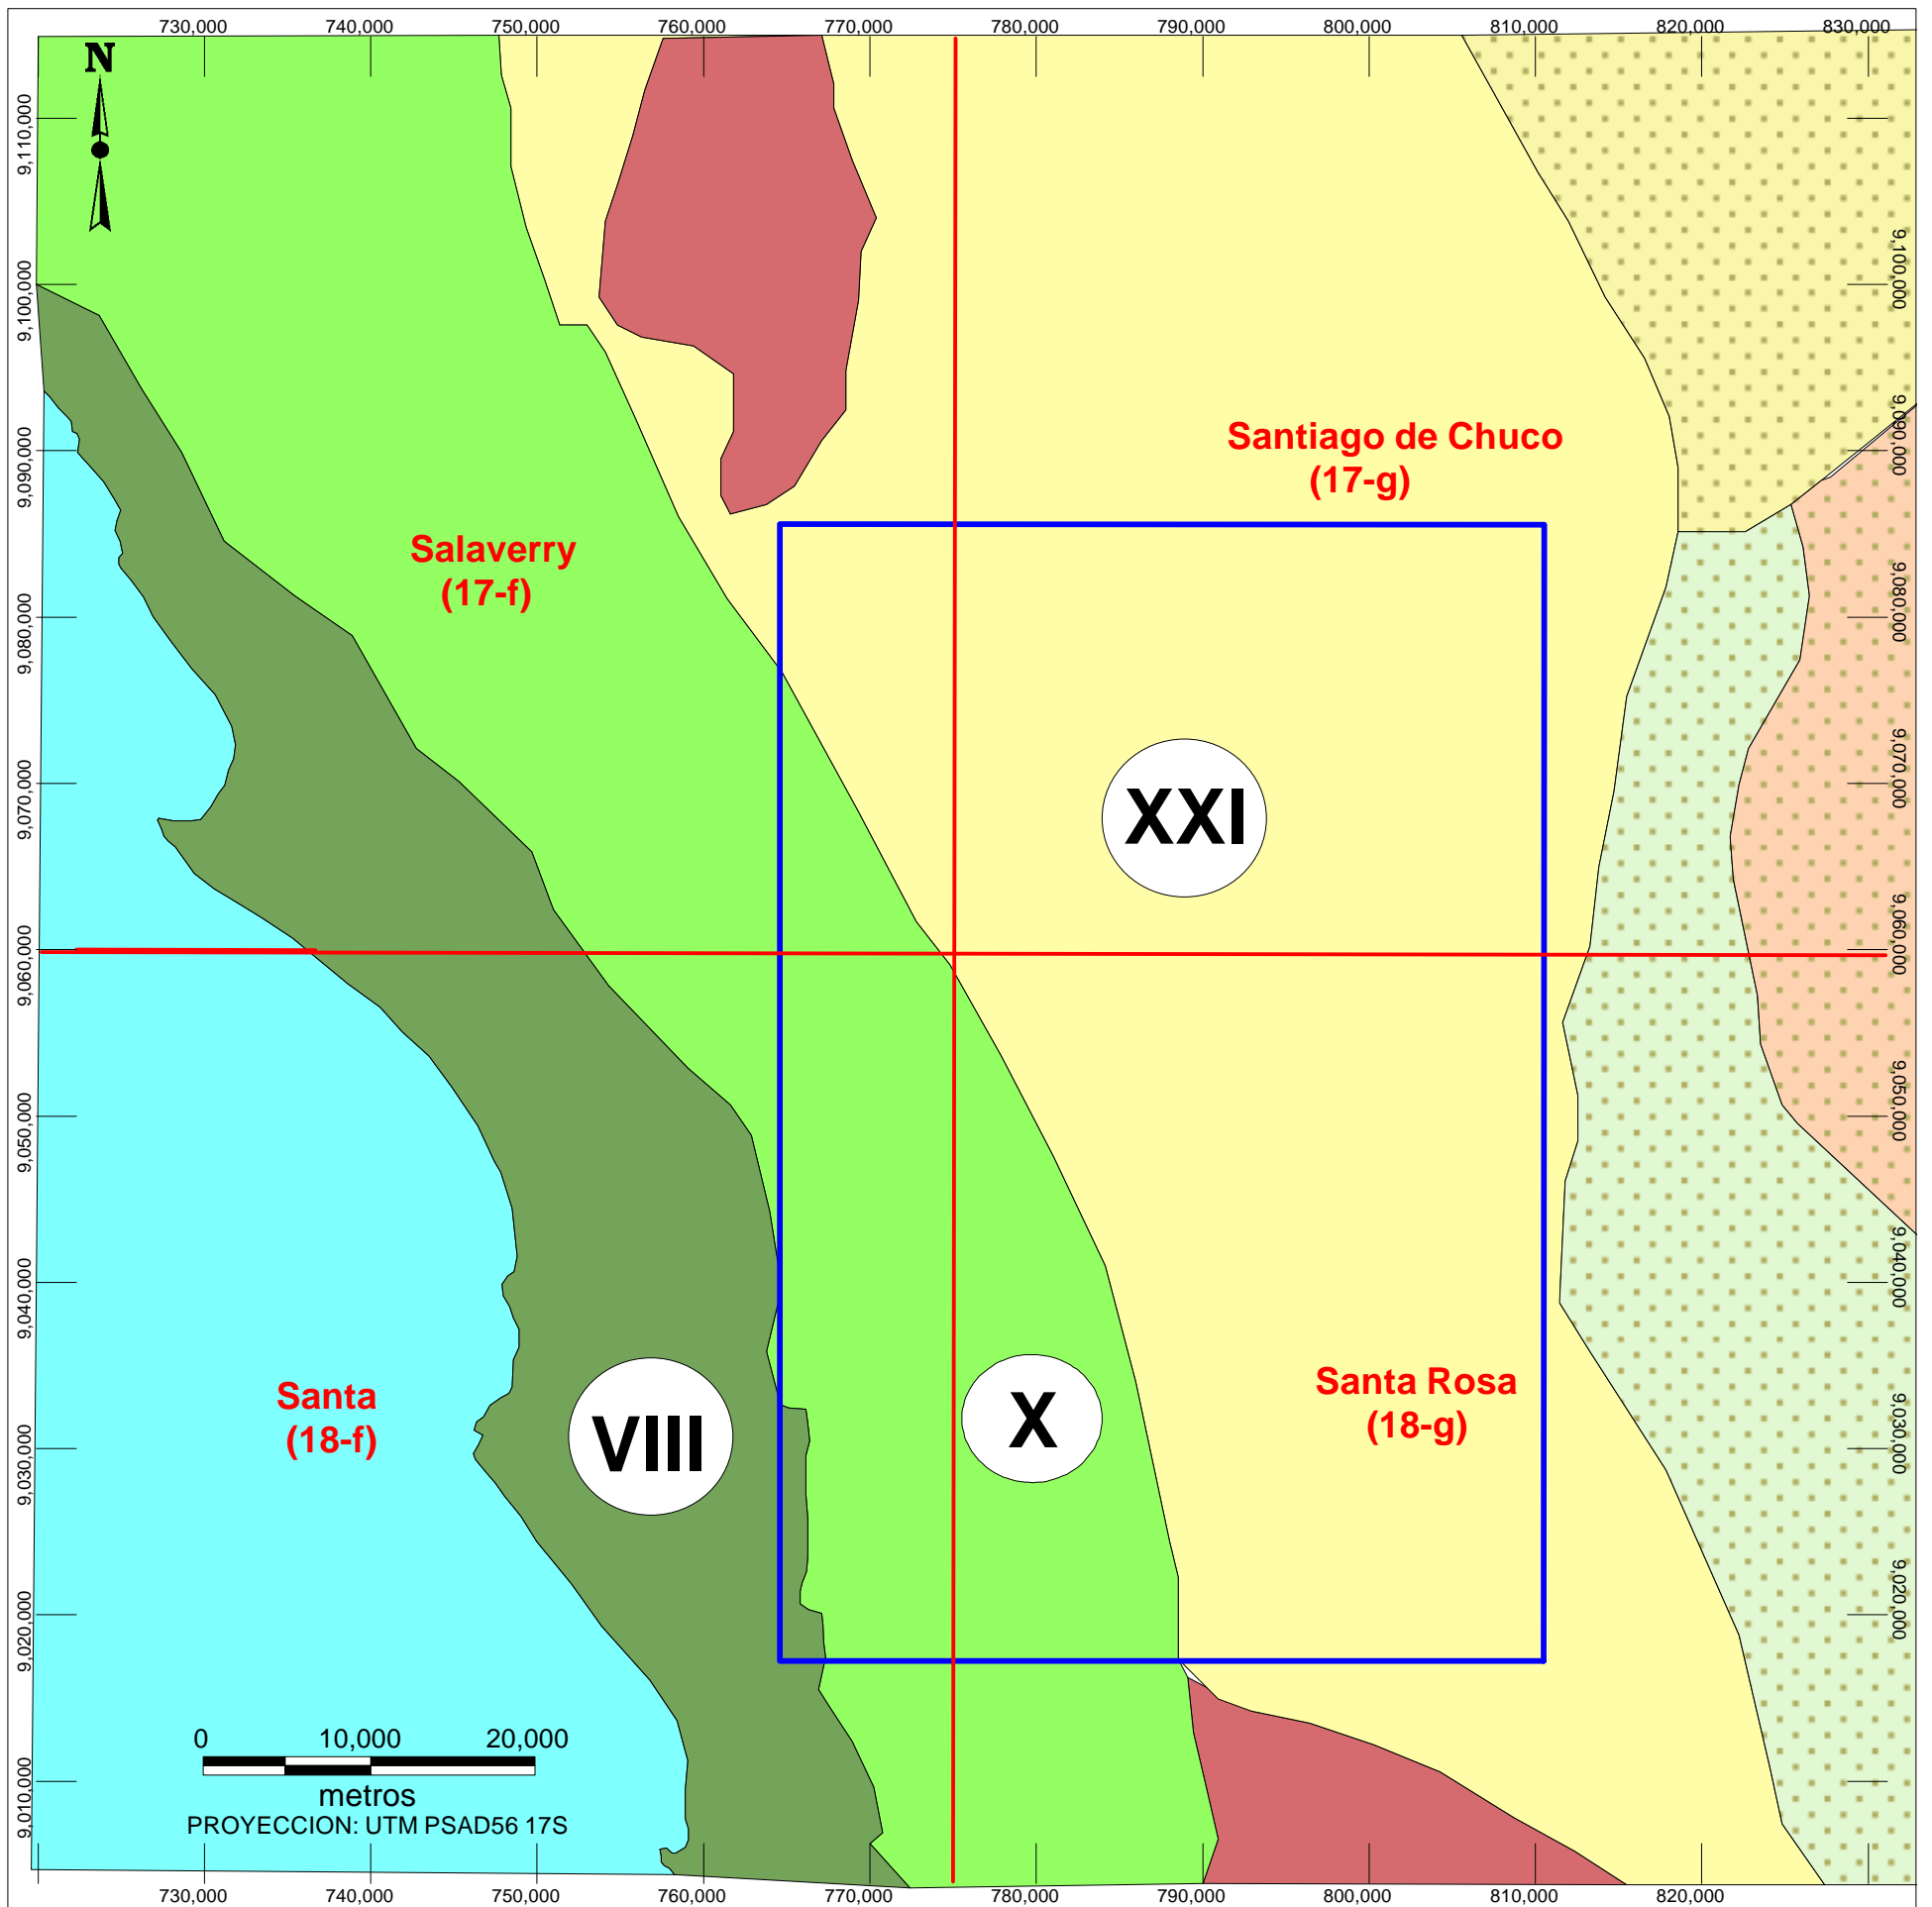 730,000 740,000 750,000 760,000 770,000 780,000 790,000 800,000 810,000 820,000 830,000
N
9,110,000
9,100,000
9,090,000
9,080,000
9,070,000
9,060,000
9,050,000
9,040,000
9,030,000
9,020,000
9,010,000
9,100,000
9,090,000
9,080,000
9,070,000
9,060,000
9,050,000
9,040,000
9,030,000
9,020,000
Santiago de Chuco
(17-g)
Salaverry
(17-f)
XXI
Santa
(18-f)
VIII
X
Santa Rosa
(18-g)
0 10,000 20,000
metros
PROYECCION: UTM PSAD56 17S
730,000 740,000 750,000 760,000 770,000 780,000 790,000 800,000 810,000 820,000